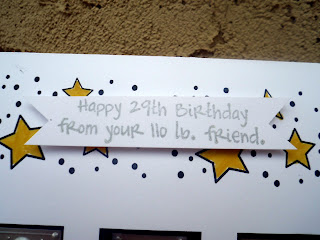 Happy 29th Birthday
from your 110 lb. friend.